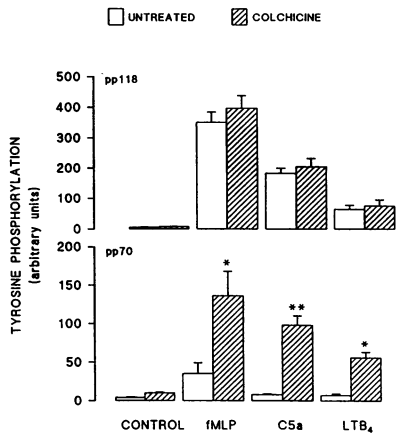 UNTREATED COLCHICINE
pp118
500
400
300
200
100
0
TYROSINE PHOSPHORYLATION
(arbitrary units)
pp70
200
150
100
50
0
* ** *
CONTROL fMLP C5a LTB₄